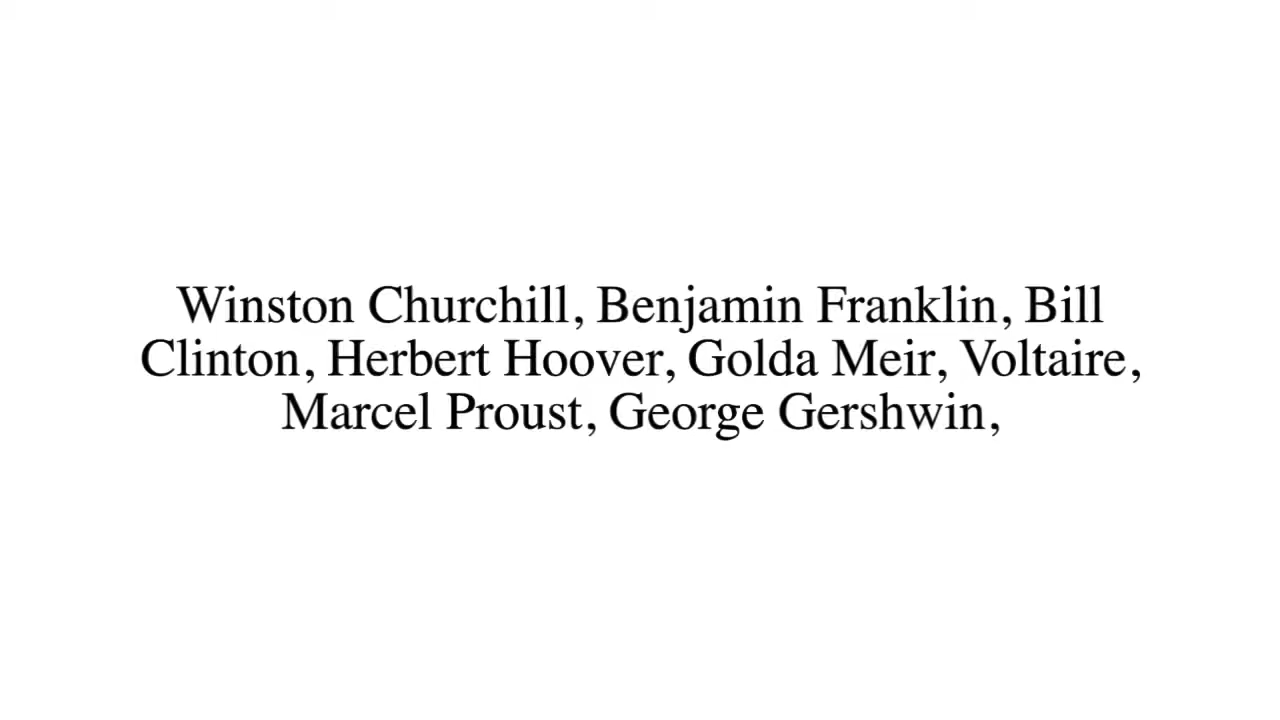 Winston Churchill, Benjamin Franklin, Bill
Clinton, Herbert Hoover, Golda Meir, Voltaire,
Marcel Proust, George Gershwin,